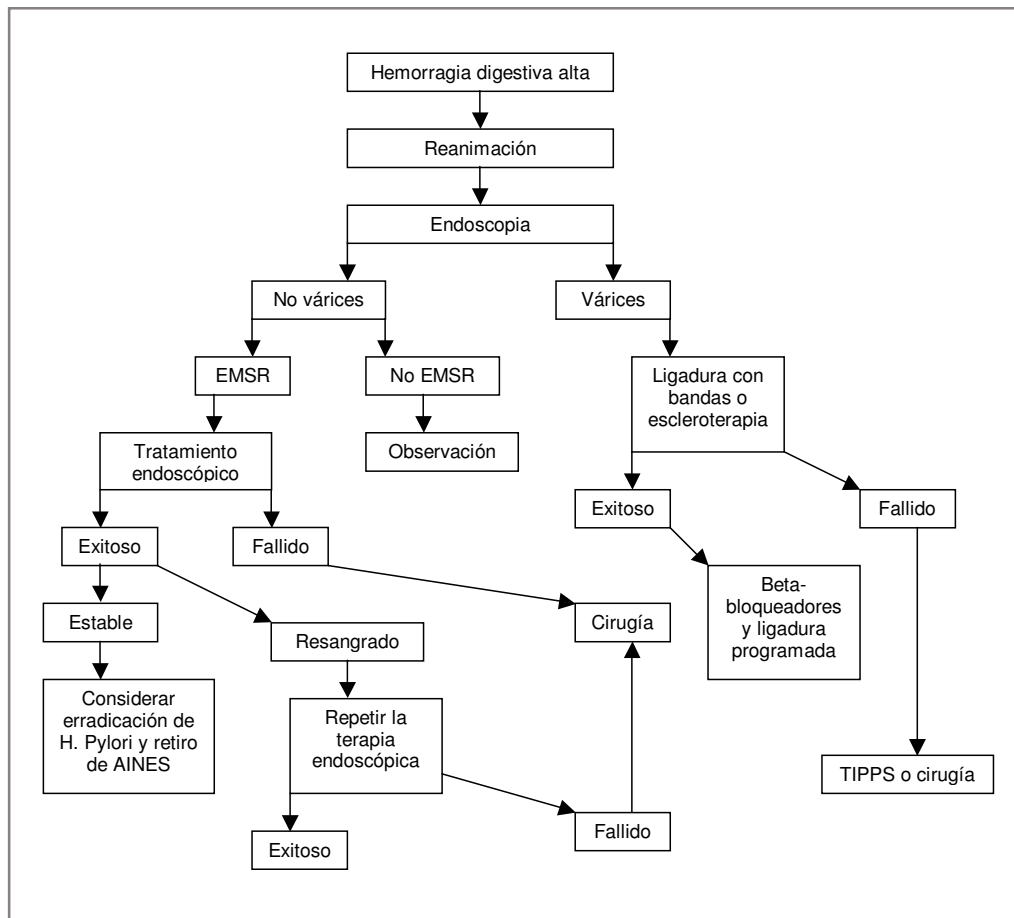 Hemorragia digestiva alta
Reanimación
Endoscopia
No várices
Várices
EMSR
No EMSR
Ligadura con
bandas o
escleroterapia
Tratamiento
endoscópico
Observación
Exitoso
Fallido
Exitoso
Fallido
Estable
Resangrado
Cirugía
Beta-
bloqueadores
y ligadura
programada
Considerar
erradicación de
H. Pylori y retiro
de AINES
Repetir la
terapia
endoscópica
TIPPS o cirugía
Exitoso
Fallido